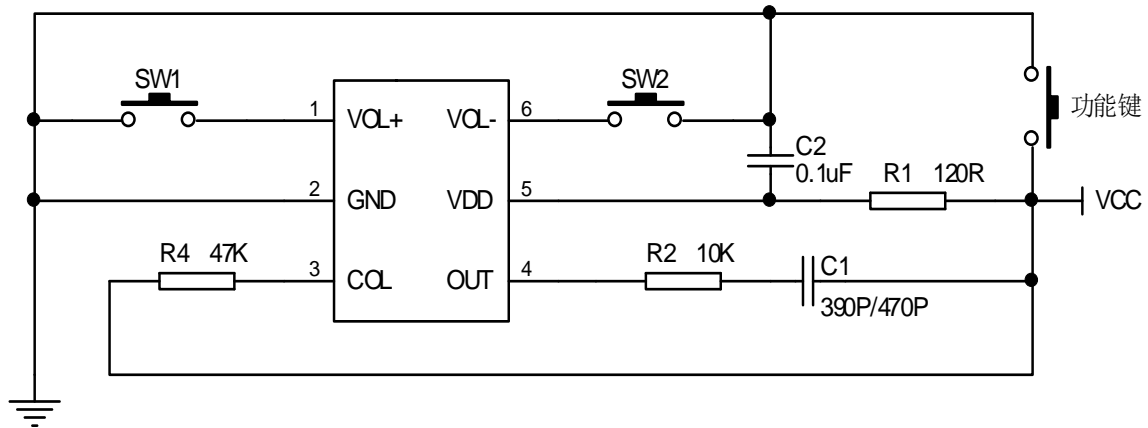 SW1
SW2
1 VOL+ VOL- 6
功能键
C2
0.1uF
R1 120R
2 GND VDD 5
VCC
R4 47K
3 COL OUT 4
R2 10K
C1
390P/470P